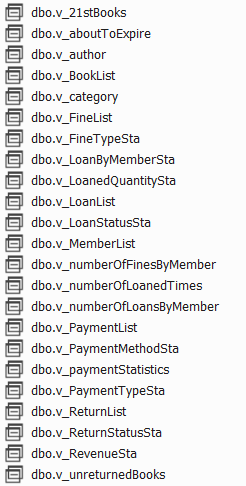 dbo.v_21stBooks
dbo.v_aboutToExpire
dbo.v_author
dbo.v_BookList
dbo.v_category
dbo.v_FineList
dbo.v_FineTypeSta
dbo.v_LoanByMemberSta
dbo.v_LoanedQuantitySta
dbo.v_LoanList
dbo.v_LoanStatusSta
dbo.v_MemberList
dbo.v_numberOfFinesByMember
dbo.v_numberOfLoanedTimes
dbo.v_numberOfLoansByMember
dbo.v_PaymentList
dbo.v_PaymentMethodSta
dbo.v_paymentStatistics
dbo.v_PaymentTypeSta
dbo.v_ReturnList
dbo.v_ReturnStatusSta
dbo.v_RevenueSta
dbo.v_unreturnedBooks